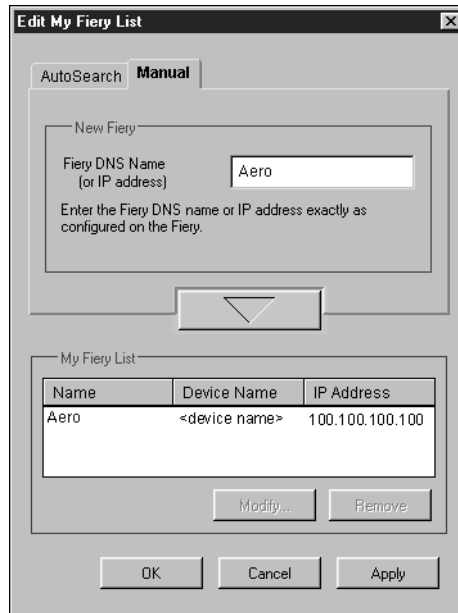 Edit My Fiery List
AutoSearch
Manual
New Fiery
Fiery DNS Name
(or IP address)
Aero
Enter the Fiery DNS name or IP address exactly as
configured on the Fiery.
My Fiery List
Name Device Name IP Address
Aero <device name> 100.100.100.100
Modify... Remove
OK Cancel Apply